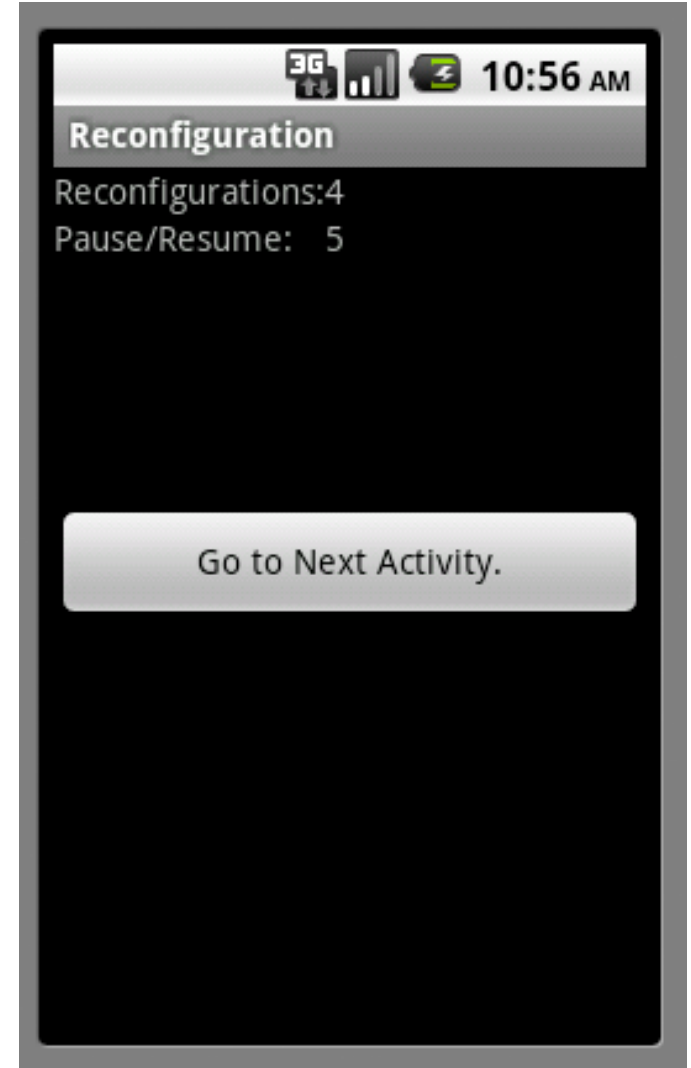 3G 10:56 AM
Reconfiguration
Reconfigurations:4
Pause/Resume: 5
Go to Next Activity.